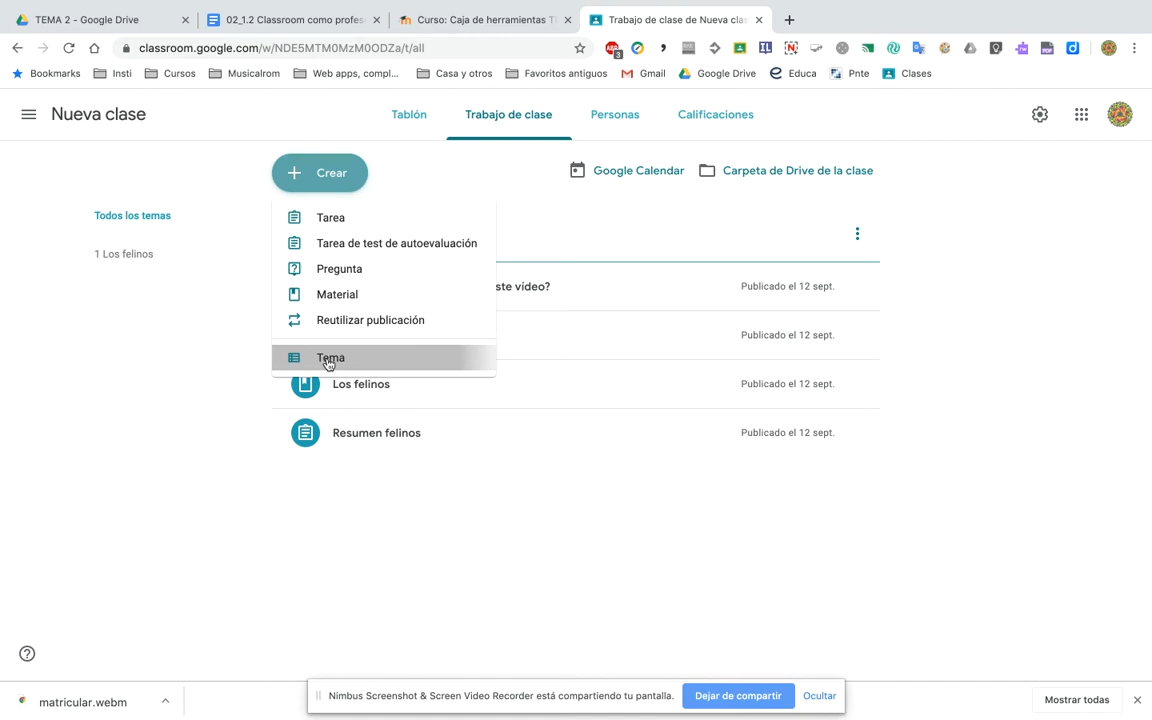 TEMA 2 - Google Drive
02_1.2 Classroom como profes
Curso: Caja de herramientas TI
Trabajo de clase de Nueva clas
classroom.google.com/w/NDE5MTM0MzM0ODZa/t/all
3
Bookmarks
Insti
Cursos
Musicalrom
Web apps, compl...
Casa y otros
Favoritos antiguos
Gmail
Google Drive
Educa
Pnte
Clases
Nueva clase
Tablón
Trabajo de clase
Personas
Calificaciones
Crear
Google Calendar
Carpeta de Drive de la clase
Todos los temas
1 Los felinos
Tarea
Tarea de test de autoevaluación
Pregunta
Material
Reutilizar publicación
Tema
ste vídeo?
Publicado el 12 sept.
Publicado el 12 sept.
Los felinos
Publicado el 12 sept.
Resumen felinos
Publicado el 12 sept.
matricular.webm
Nimbus Screenshot & Screen Video Recorder está compartiendo tu pantalla.
Dejar de compartir
Ocultar
Mostrar todas